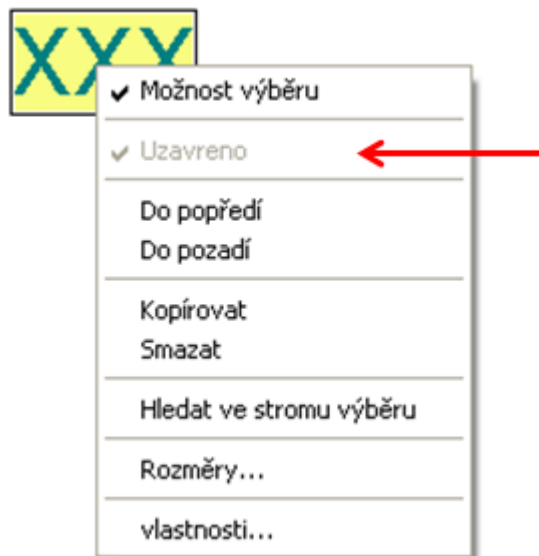 XXX
Možnost výběru
Uzavreno
Do popředí
Do pozadí
Kopírovat
Smazat
Hledat ve stromu výběru
Rozměry...
vlastnosti...